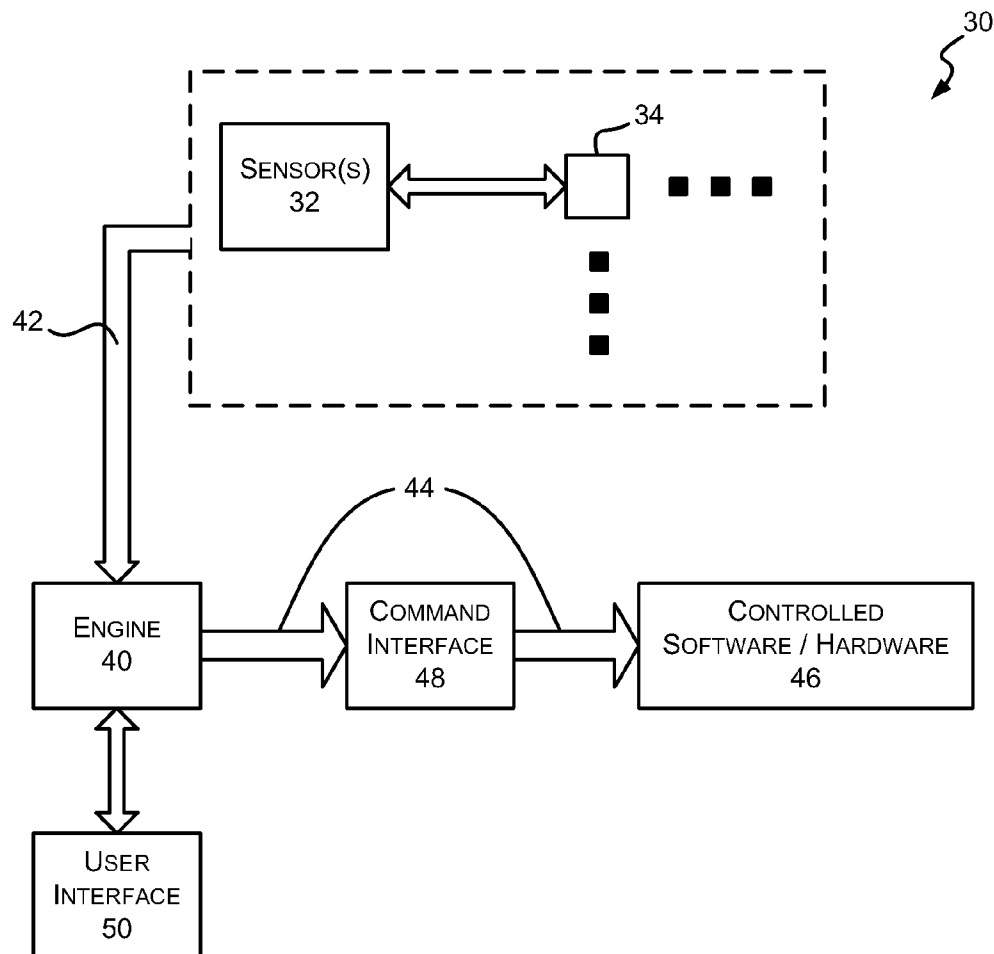 30
34
SENSOR(S)
32
42
44
ENGINE
40
COMMAND
INTERFACE
48
CONTROLLED
SOFTWARE / HARDWARE
46
USER
INTERFACE
50